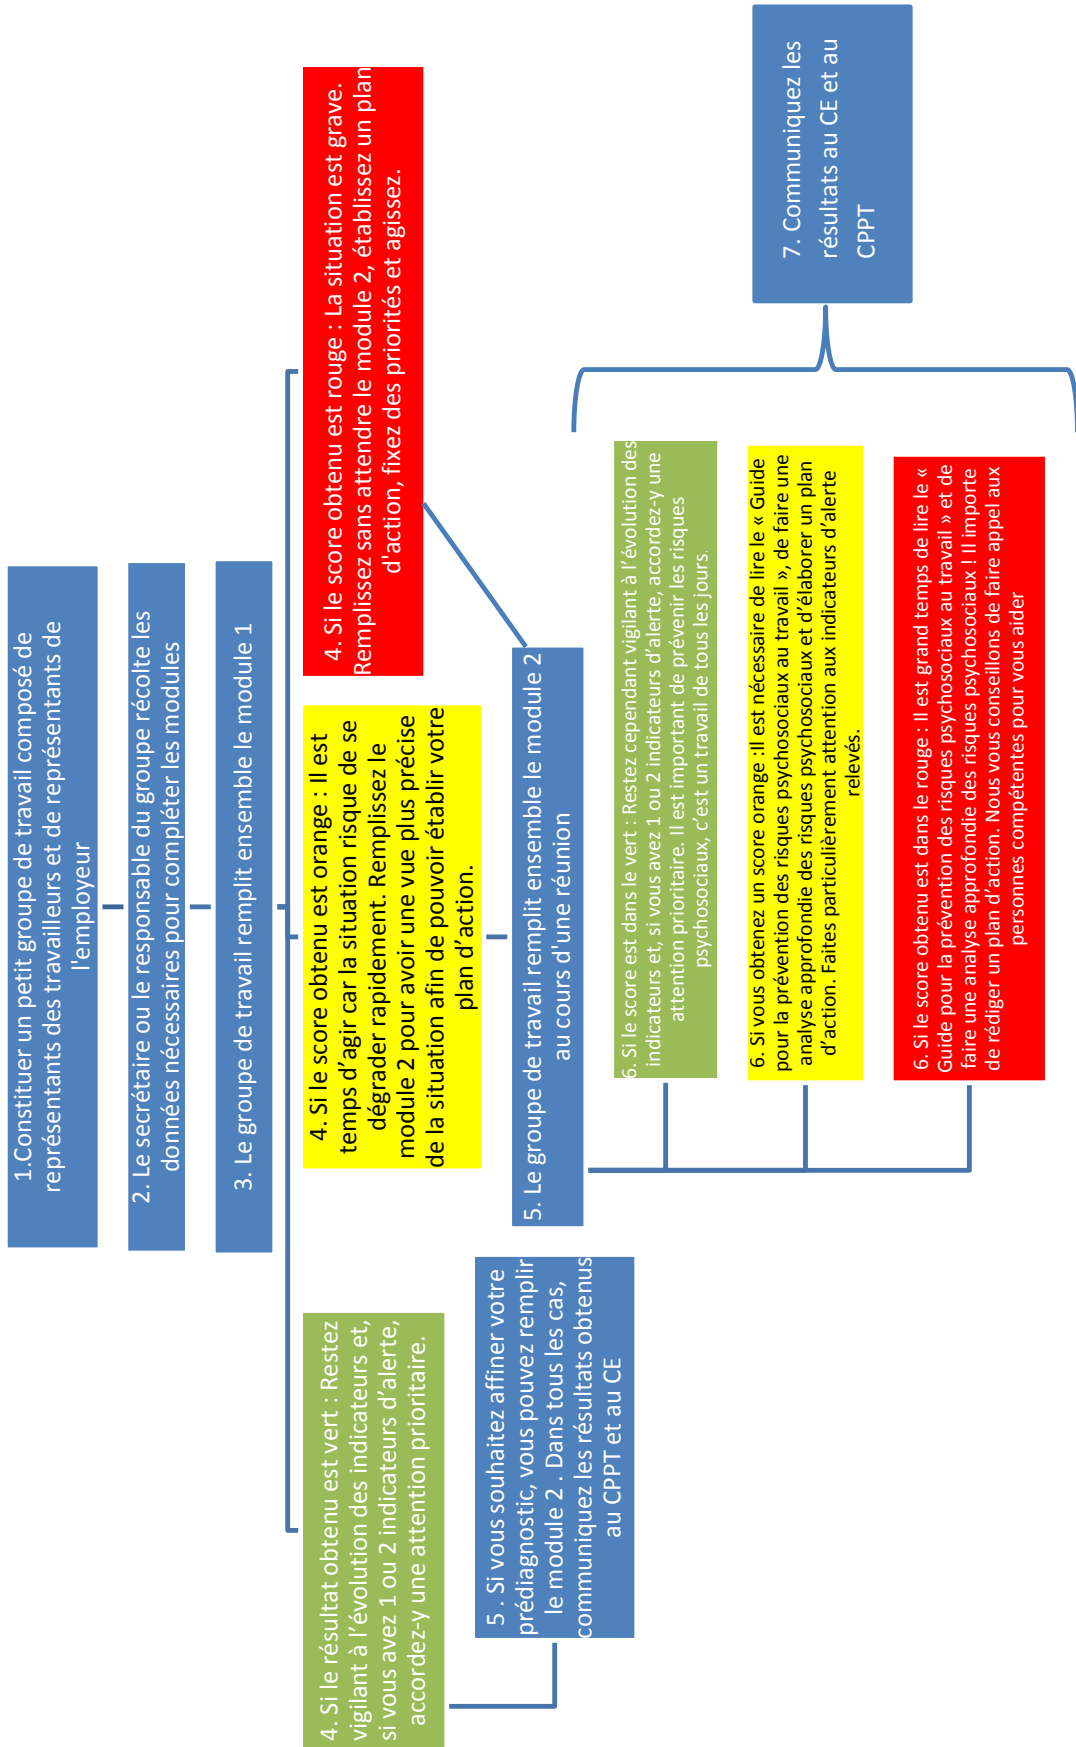 1.Constituer un petit groupe de travail composé de
représentants des travailleurs et de représentants de
l'employeur
2. Le secrétaire ou le responsable du groupe récolte les
données nécessaires pour compléter les modules
3. Le groupe de travail remplit ensemble le module 1
4. Si le résultat obtenu est vert : Restez
vigilant à l’évolution des indicateurs et,
si vous avez 1 ou 2 indicateurs d’alerte,
accordez-y une attention prioritaire.
4. Si le score obtenu est orange : Il est
temps d’agir car la situation risque de se
dégrader rapidement. Remplissez le
module 2 pour avoir une vue plus précise
de la situation afin de pouvoir établir votre
plan d’action.
4. Si le score obtenu est rouge : La situation est grave.
Remplissez sans attendre le module 2, établissez un plan
d'action, fixez des priorités et agissez.
5 . Si vous souhaitez affiner votre
prédiagnostic, vous pouvez remplir
le module 2 . Dans tous les cas,
communiquez les résultats obtenus
au CPPT et au CE
5. Le groupe de travail remplit ensemble le module 2
au cours d'une réunion
6. Si le score est dans le vert : Restez cependant vigilant à l’évolution des
indicateurs et, si vous avez 1 ou 2 indicateurs d’alerte, accordez-y une
attention prioritaire. Il est important de prévenir les risques
psychosociaux, c’est un travail de tous les jours.
6. Si vous obtenez un score orange :Il est nécessaire de lire le « Guide
pour la prévention des risques psychosociaux au travail », de faire une
analyse approfondie des risques psychosociaux et d’élaborer un plan
d’action. Faites particulièrement attention aux indicateurs d’alerte
relevés.
6. Si le score obtenu est dans le rouge : Il est grand temps de lire le «
Guide pour la prévention des risques psychosociaux au travail » et de
faire une analyse approfondie des risques psychosociaux ! Il importe
de rédiger un plan d’action. Nous vous conseillons de faire appel aux
personnes compétentes pour vous aider
7. Communiquez les
résultats au CE et au
CPPT